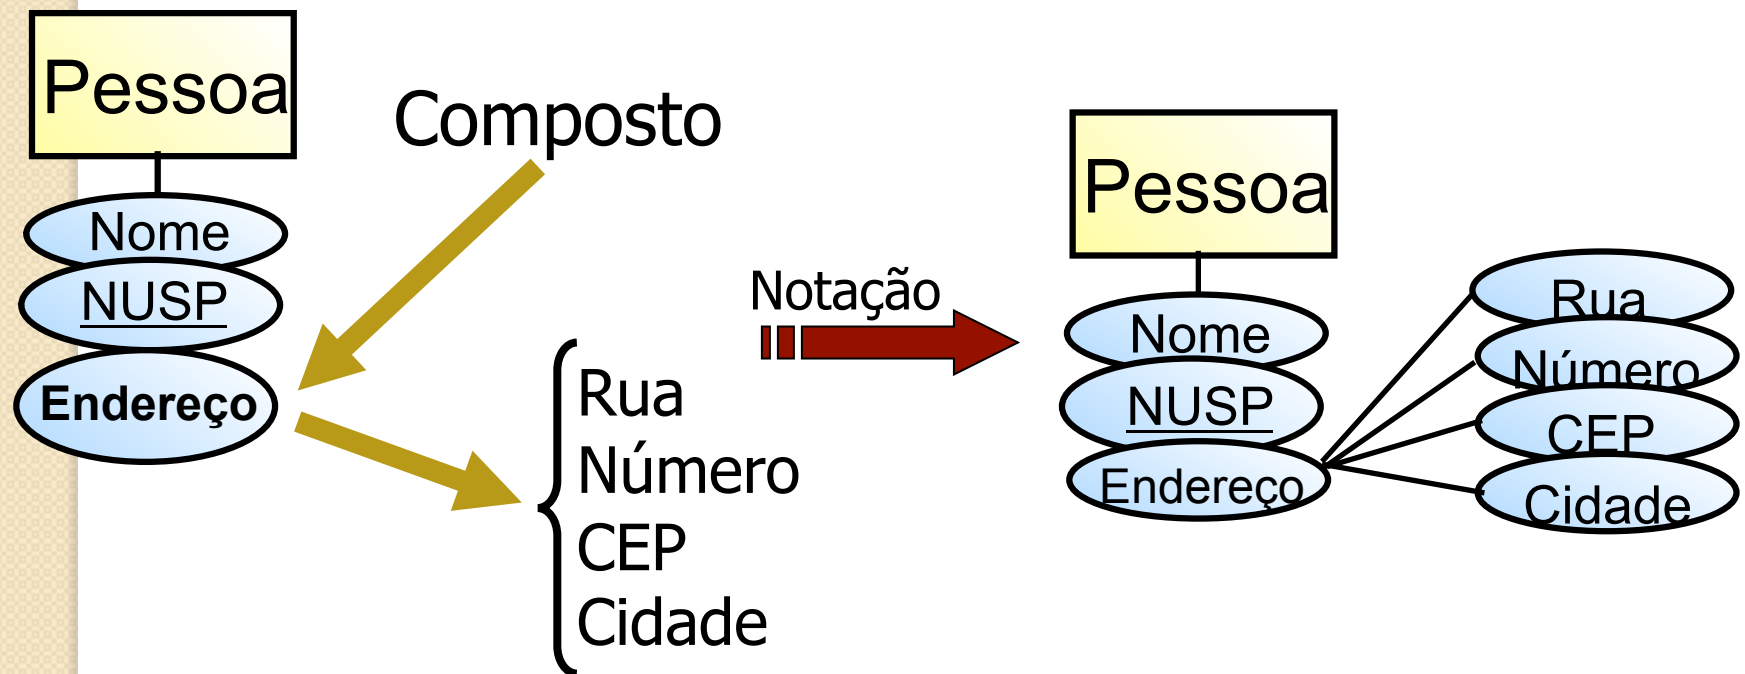 Pessoa
Nome
NUSP
Endereço
Composto
Rua
Número
CEP
Cidade
Notação
Pessoa
Nome
NUSP
Endereço
Rua
Número
CEP
Cidade